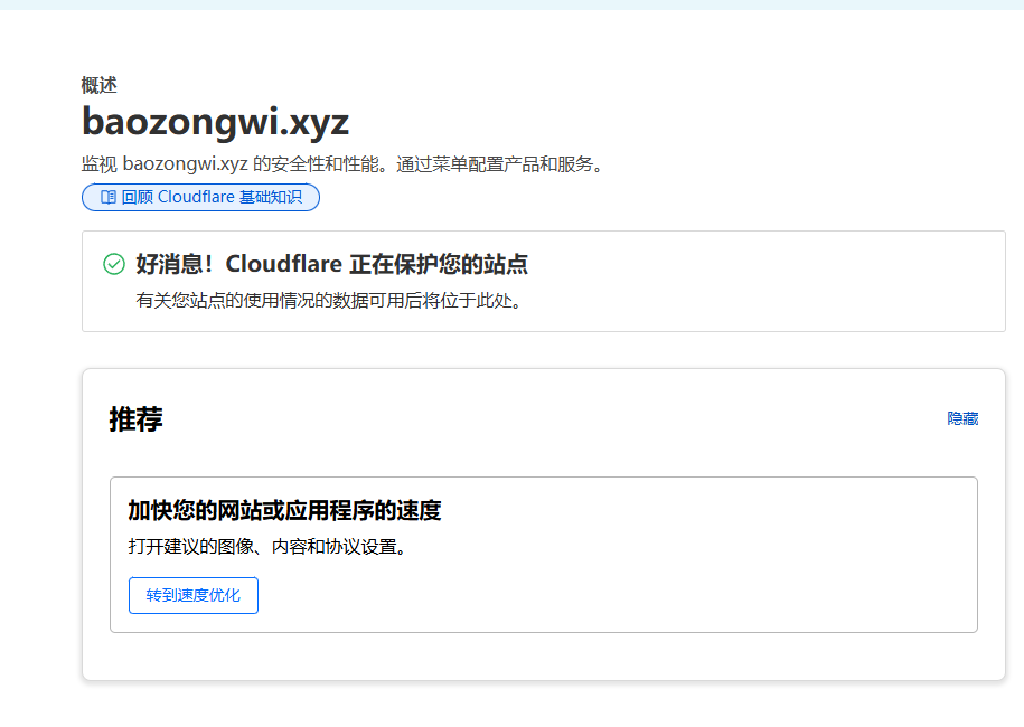 概述
baozongwi.xyz
监视 baozongwi.xyz 的安全性和性能。通过菜单配置产品和服务。
回顾 Cloudflare 基础知识
好消息！Cloudflare 正在保护您的站点
有关您站点的使用情况的数据可用后将位于此处。
推荐
隐藏
加快您的网站或应用程序的速度
打开建议的图像、内容和协议设置。
转到速度优化